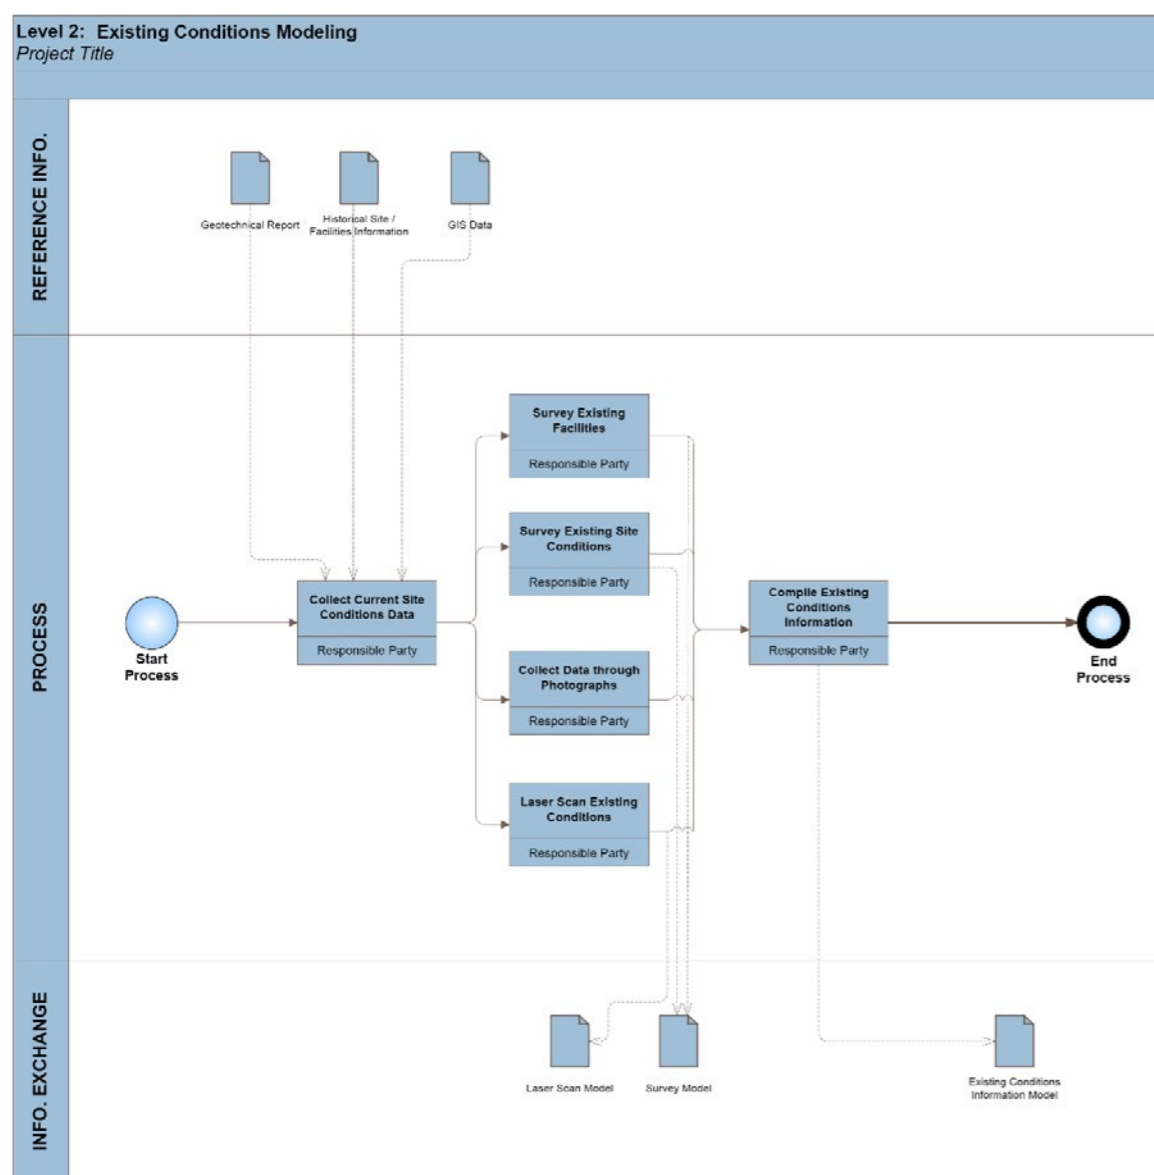 Level 2: Existing Conditions Modeling
Project Title
REFERENCE INFO.
Geotechnical Report
Historical Site /
Facilities Information
GIS Data
PROCESS
Start
Process
Collect Current Site
Conditions Data
Responsible Party
Survey Existing
Facilities
Responsible Party
Survey Existing Site
Conditions
Responsible Party
Collect Data through
Photographs
Responsible Party
Laser Scan Existing
Conditions
Responsible Party
Compile Existing
Conditions
Information
Responsible Party
End
Process
INFO. EXCHANGE
Laser Scan Model
Survey Model
Existing Conditions
Information Model